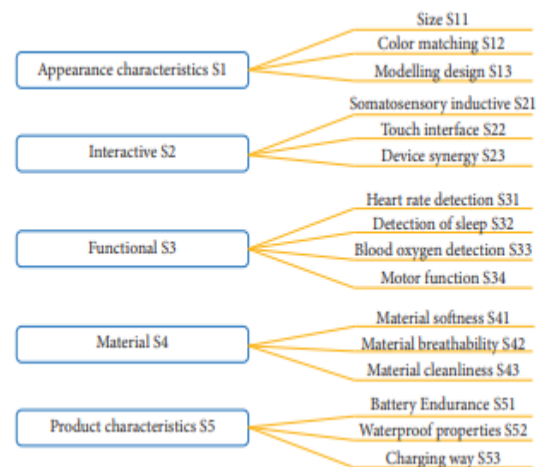 Appearance characteristics S1
Size S11
Color matching S12
Modelling design S13
Interactive S2
Somatosensory inductive S21
Touch interface S22
Device synergy S23
Functional S3
Heart rate detection S31
Detection of sleep S32
Blood oxygen detection S33
Motor function S34
Material S4
Material softness S41
Material breathability S42
Material cleanliness S43
Product characteristics S5
Battery Endurance S51
Waterproof properties S52
Charging way S53